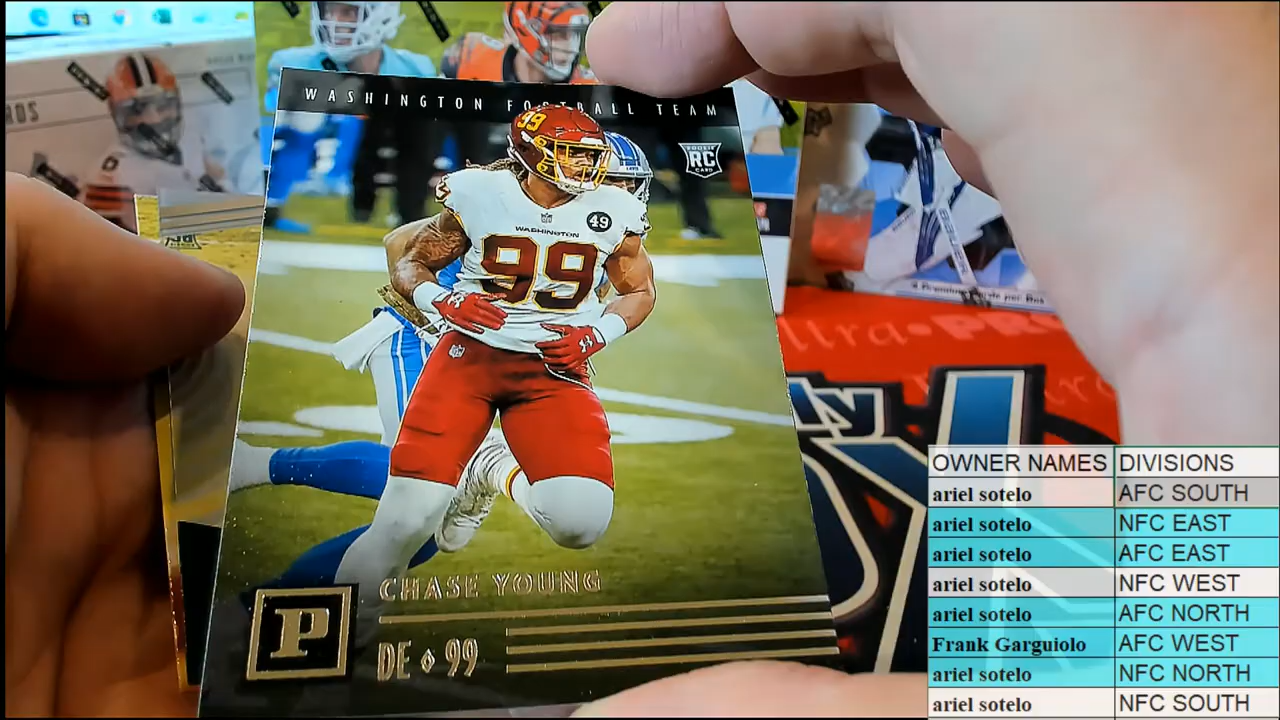 WASHINGTON FOOTBALL TEAM
ROOKIE
RC
CARD
99
49
WASHINGTON
99
CHASE YOUNG
P
DE 99
OWNER NAMES DIVISIONS
ariel sotelo AFC SOUTH
ariel sotelo NFC EAST
ariel sotelo AFC EAST
ariel sotelo NFC WEST
ariel sotelo AFC NORTH
Frank Garguiolo AFC WEST
ariel sotelo NFC NORTH
ariel sotelo NFC SOUTH